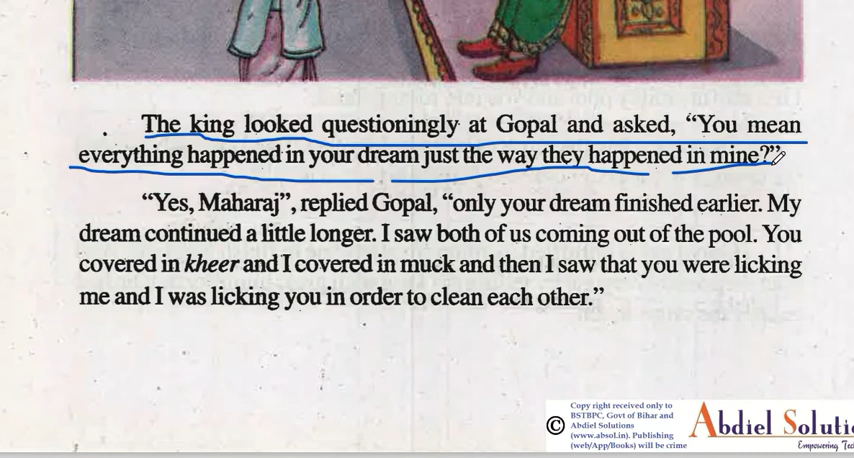 The king looked questioningly at Gopal and asked, “You mean
everything happened in your dream just the way they happened in mine?”
“Yes, Maharaj”, replied Gopal, “only your dream finished earlier. My
dream continued a little longer. I saw both of us coming out of the pool. You
covered in kheer and I covered in muck and then I saw that you were licking
me and I was licking you in order to clean each other.”
©
Copy right received only to
BSTBPC, Govt of Bihar and
Abdiel Solutions
(www.absol.in). Publishing
(web/App/Books) will be crime
Abdiel Soluti
Empowering Tec